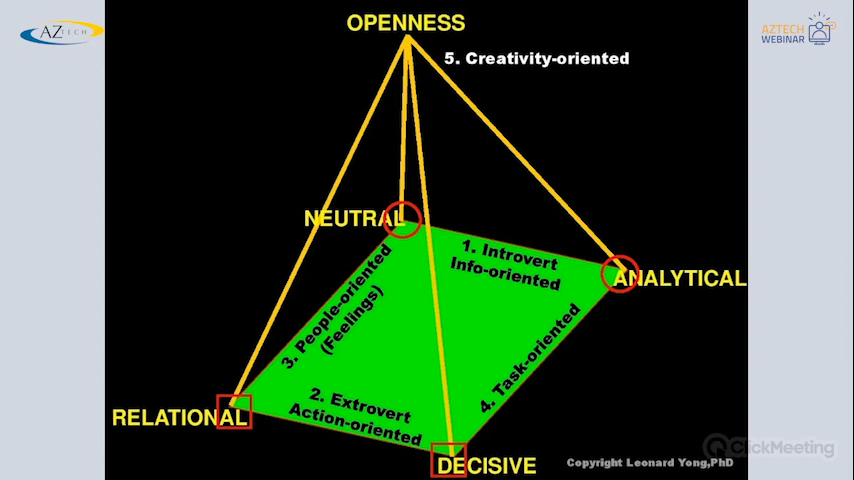 AZTECH
OPENNESS
AZTECH
WEBINAR
5. Creativity-oriented
NEUTRAL
1. Introvert
Info-oriented
ANALYTICAL
3. People-oriented
(Feelings)
4. Task-oriented
2. Extrovert
Action-oriented
RELATIONAL
DECISIVE
Copyright Leonard Yong,PhD
ClickMeeting